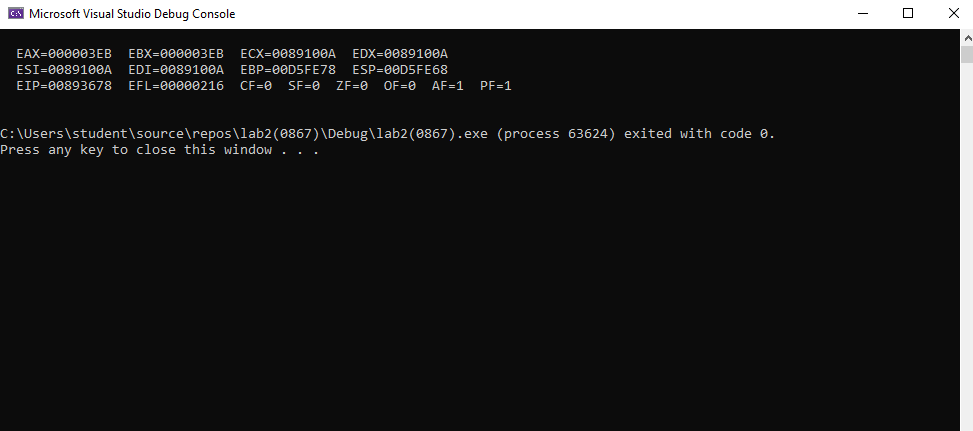 Microsoft Visual Studio Debug Console
EAX=000003EB EBX=000003EB ECX=0089100A EDX=0089100A
ESI=0089100A EDI=0089100A EBP=00D5FE78 ESP=00D5FE68
EIP=00893678 EFL=00000216 CF=0 SF=0 ZF=0 OF=0 AF=1 PF=1
C:\Users\student\source\repos\lab2(0867)\Debug\lab2(0867).exe (process 63624) exited with code 0.
Press any key to close this window . . .